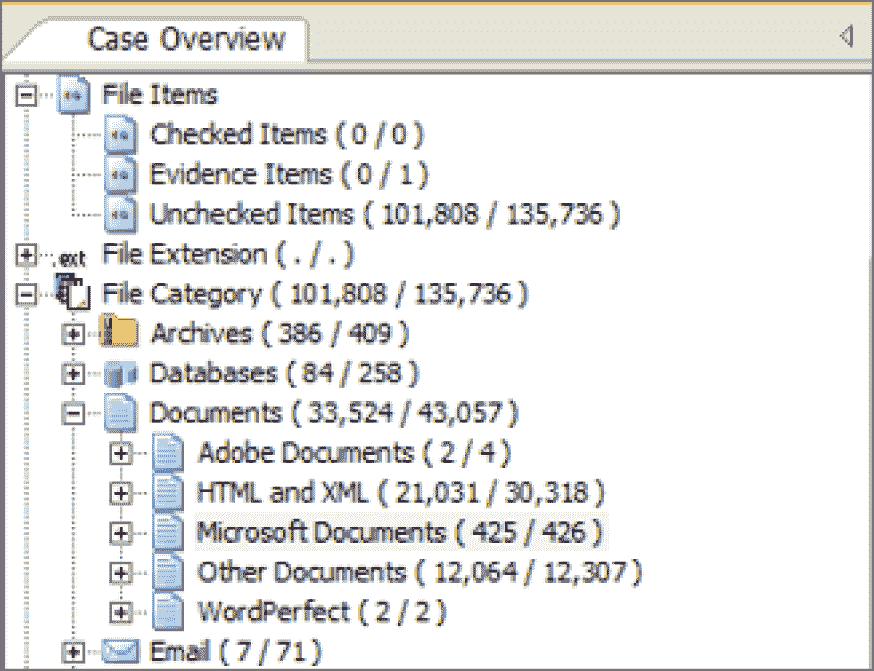 Case Overview
File Items
Checked Items ( 0 / 0 )
Evidence Items ( 0 / 1 )
Unchecked Items ( 101,808 / 135,736 )
.ext File Extension ( . / . )
File Category ( 101,808 / 135,736 )
Archives ( 386 / 409 )
Databases ( 84 / 258 )
Documents ( 33,524 / 43,057 )
Adobe Documents ( 2 / 4 )
HTML and XML ( 21,031 / 30,318 )
Microsoft Documents ( 425 / 426 )
Other Documents ( 12,064 / 12,307 )
WordPerfect ( 2 / 2 )
Email ( 7 / 71 )